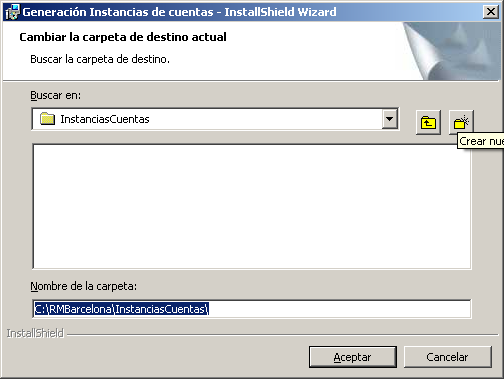 Generación Instancias de cuentas - InstallShield Wizard
Cambiar la carpeta de destino actual
Buscar la carpeta de destino.
Buscar en:
InstanciasCuentas
Crear nue
Nombre de la carpeta:
C:\RMBarcelona\InstanciasCuentas\
InstallShield
Aceptar
Cancelar